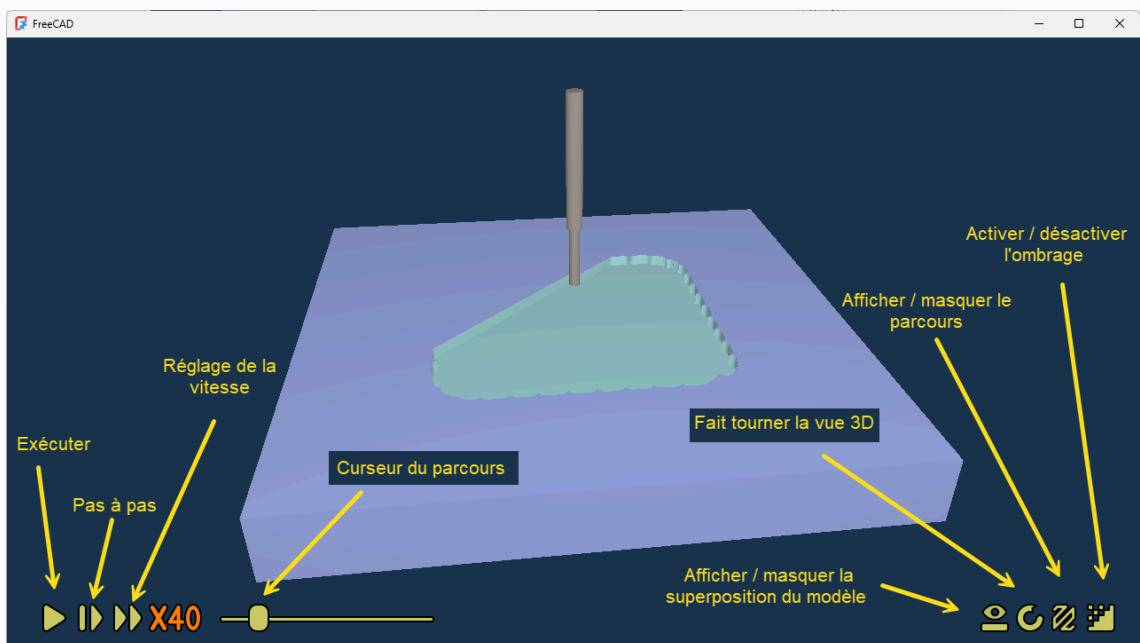 FreeCAD
Activer / désactiver
l'ombrage
Afficher / masquer le
parcours
Réglage de la
vitesse
Fait tourner la vue 3D
Exécuter
Curseur du parcours
Pas à pas
Afficher / masquer la
superposition du modèle
X40